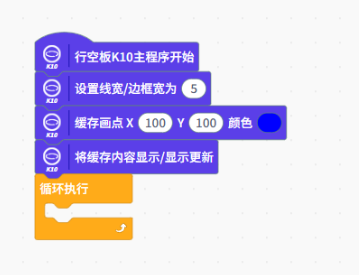 K10 行空板K10主程序开始
K10 设置线宽/边框宽为 5
K10 缓存画点 X 100 Y 100 颜色
K10 将缓存内容显示/显示更新
循环执行